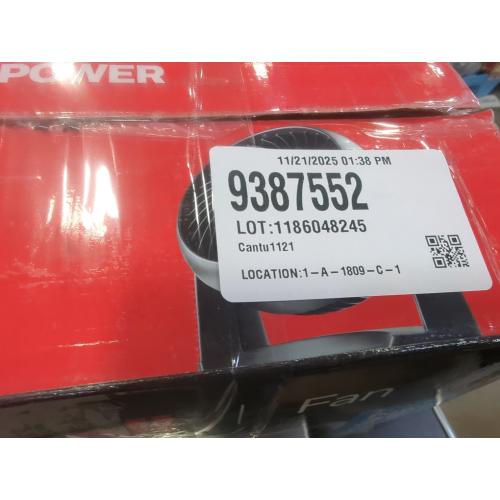 POWER
11/21/2025 01:38 PM
9387552
LOT:1186048245
Cantu1121
LOCATION:1-A-1809-C-1
Fan